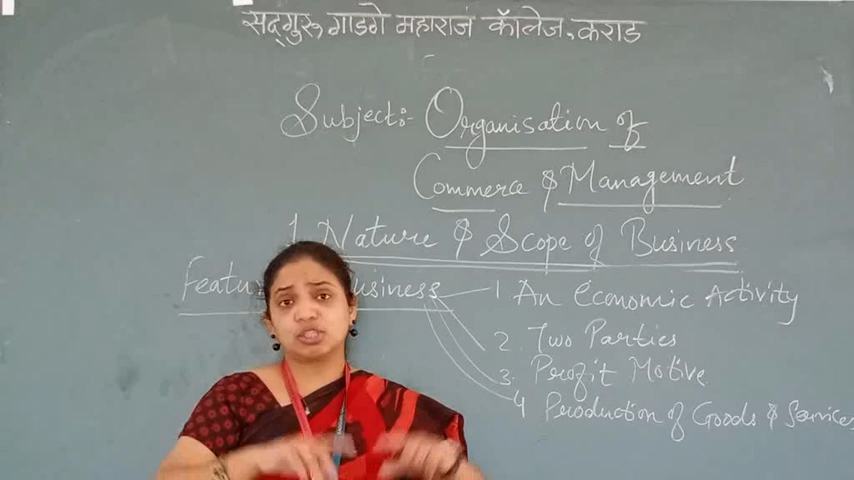 सद्‌गुरु गाडगे महाराज कॉलेज, कराड
Subject:- Organisation of
Commerce & Management
1. Nature & Scope of Business
Business
1 An Economic Activity
2. Two Parties
3. Profit Motive
4 Production of Goods & Services